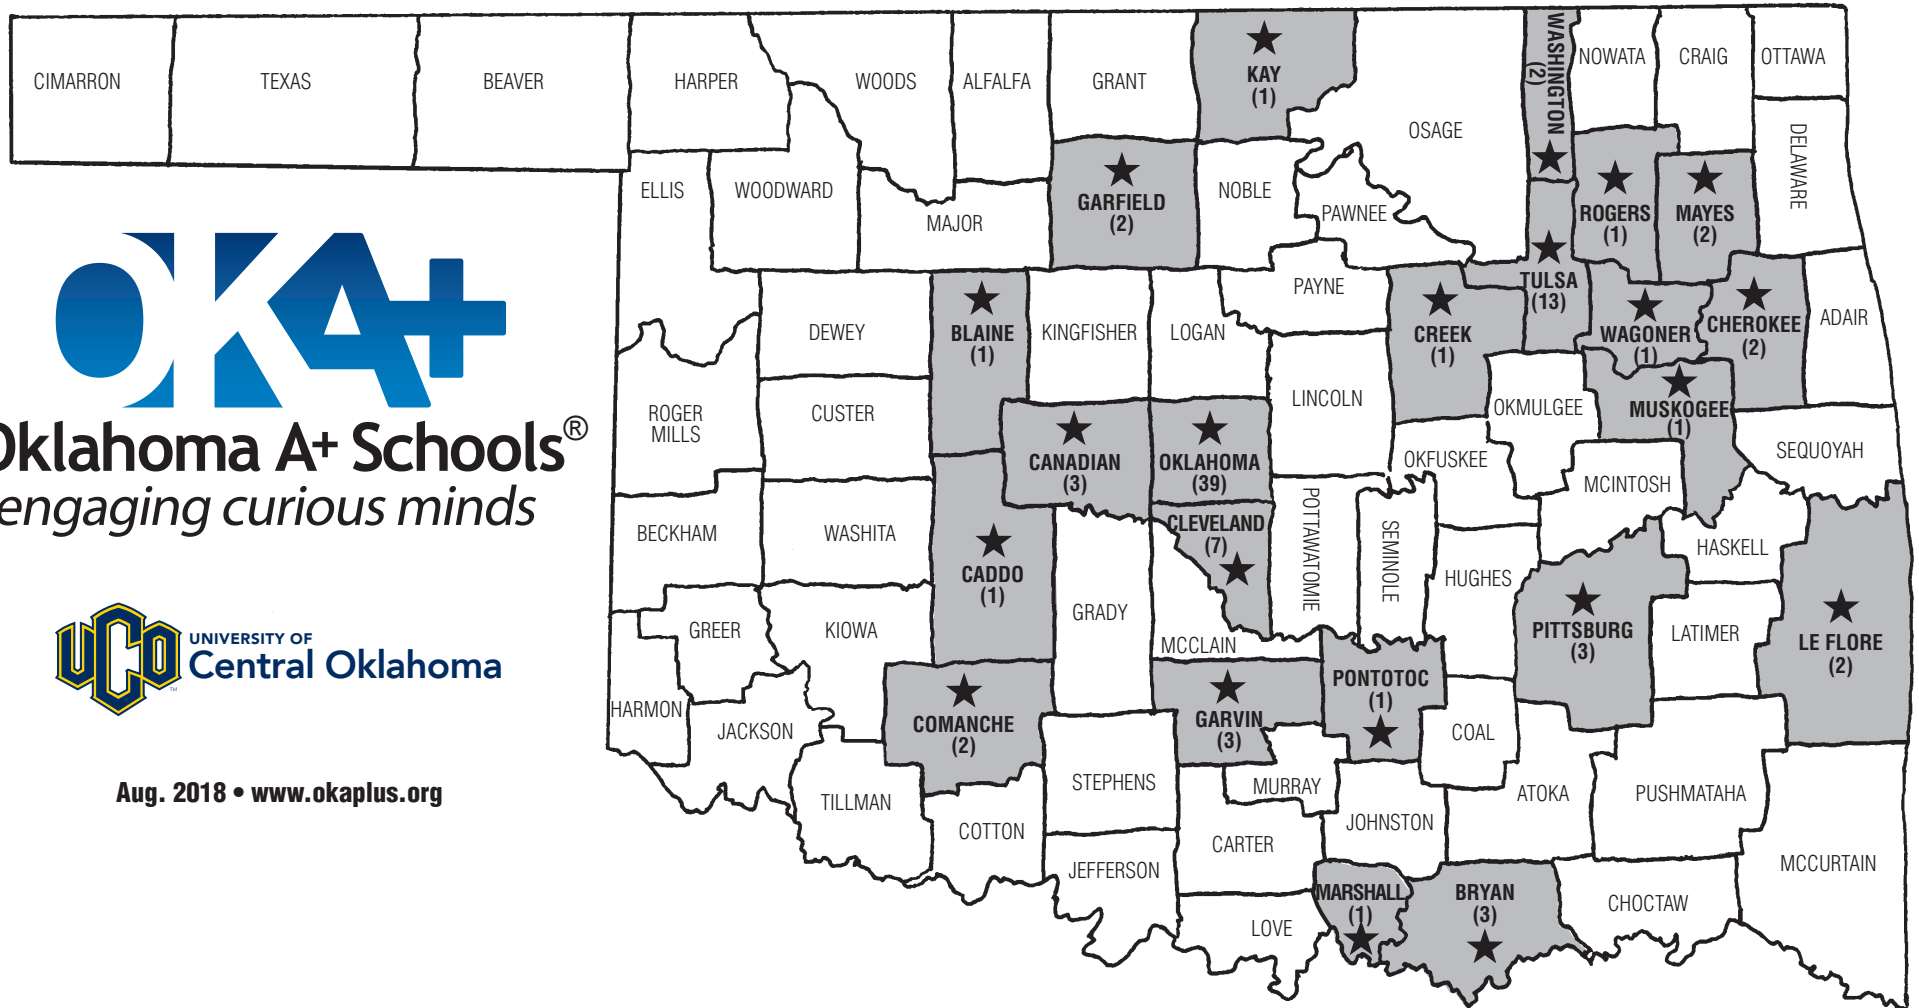 CIMARRON
TEXAS
BEAVER
HARPER
WOODS
ALFALFA
GRANT
KAY
(1)
OSAGE
WASHINGTON
(2)
NOWATA
CRAIG
OTTAWA
DELAWARE
ELLIS
WOODWARD
MAJOR
GARFIELD
(2)
NOBLE
PAWNEE
ROGERS
(1)
MAYES
(2)
OKA+
Oklahoma A+ Schools®
engaging curious minds
DEWEY
BLAINE
(1)
KINGFISHER
LOGAN
PAYNE
CREEK
(1)
TULSA
(13)
WAGONER
(1)
CHEROKEE
(2)
ADAIR
ROGER
MILLS
CUSTER
CANADIAN
(3)
OKLAHOMA
(39)
LINCOLN
OKMULGEE
MUSKOGEE
(1)
OKFUSKEE
MCINTOSH
SEQUOYAH
BECKHAM
WASHITA
CADDO
(1)
GRADY
CLEVELAND
(7)
POTTAWATOMIE
SEMINOLE
HUGHES
HASKELL
PITTSBURG
(3)
LATIMER
LE FLORE
(2)
UCO
TM
UNIVERSITY OF
Central Oklahoma
GREER
KIOWA
MCCLAIN
HARMON
JACKSON
COMANCHE
(2)
GARVIN
(3)
PONTOTOC
(1)
COAL
Aug. 2018 • www.okaplus.org
TILLMAN
COTTON
STEPHENS
MURRAY
JOHNSTON
ATOKA
PUSHMATAHA
JEFFERSON
CARTER
MCCURTAIN
LOVE
MARSHALL
(1)
BRYAN
(3)
CHOCTAW